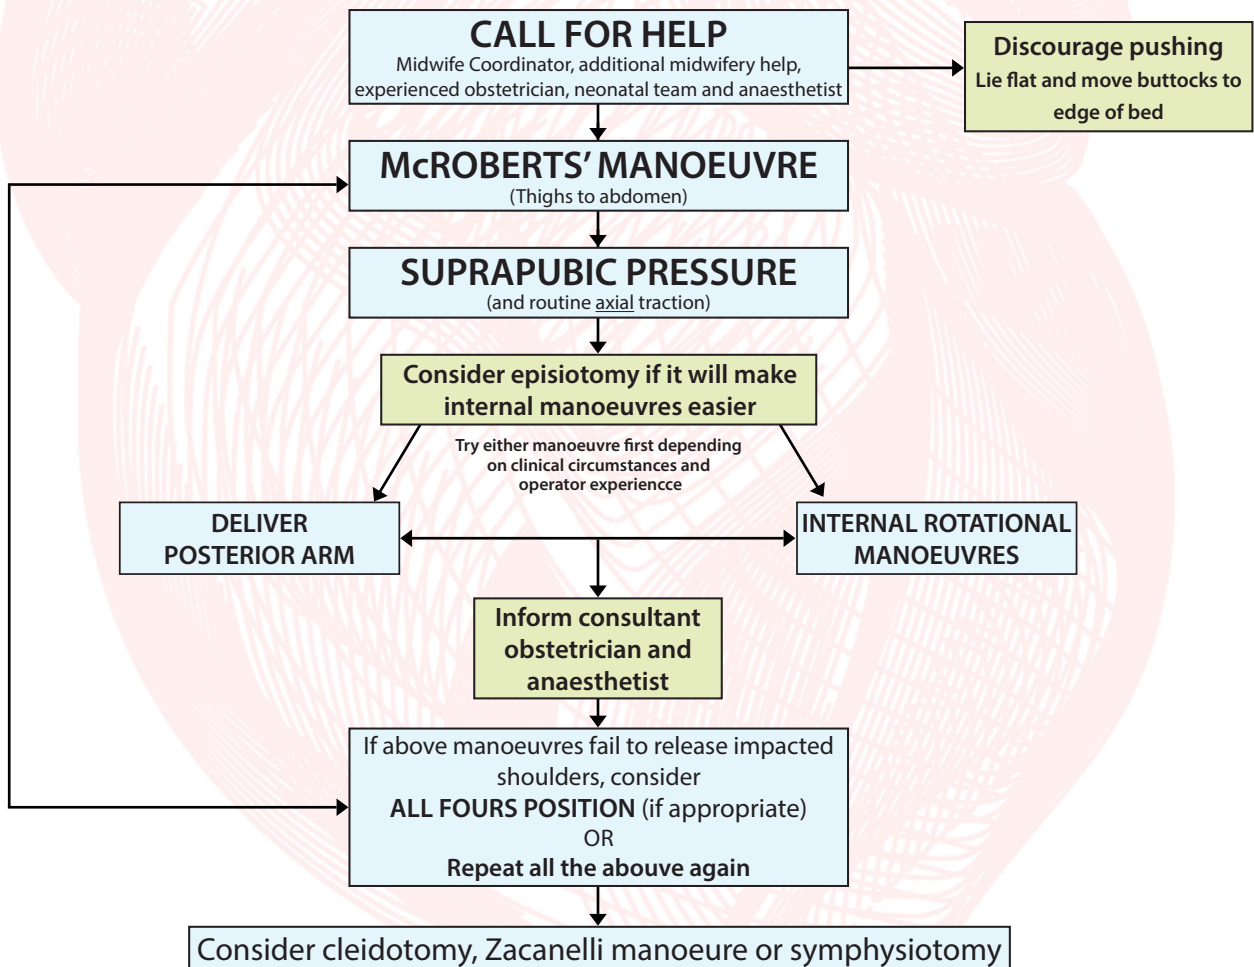 CALL FOR HELP
Midwife Coordinator, additional midwifery help,
experienced obstetrician, neonatal team and anaesthetist
Discourage pushing
Lie flat and move buttocks to
edge of bed
McROBERTS’ MANOEUVRE
(Thighs to abdomen)
SUPRAPUBIC PRESSURE
(and routine axial traction)
Consider episiotomy if it will make
internal manoeuvres easier
Try either manoeuvre first depending
on clinical circumstances and
operator experiencce
DELIVER
POSTERIOR ARM
INTERNAL ROTATIONAL
MANOEUVRES
Inform consultant
obstetrician and
anaesthetist
If above manoeuvres fail to release impacted
shoulders, consider
ALL FOURS POSITION (if appropriate)
OR
Repeat all the abouve again
Consider cleidotomy, Zacanelli manoeure or symphysiotomy